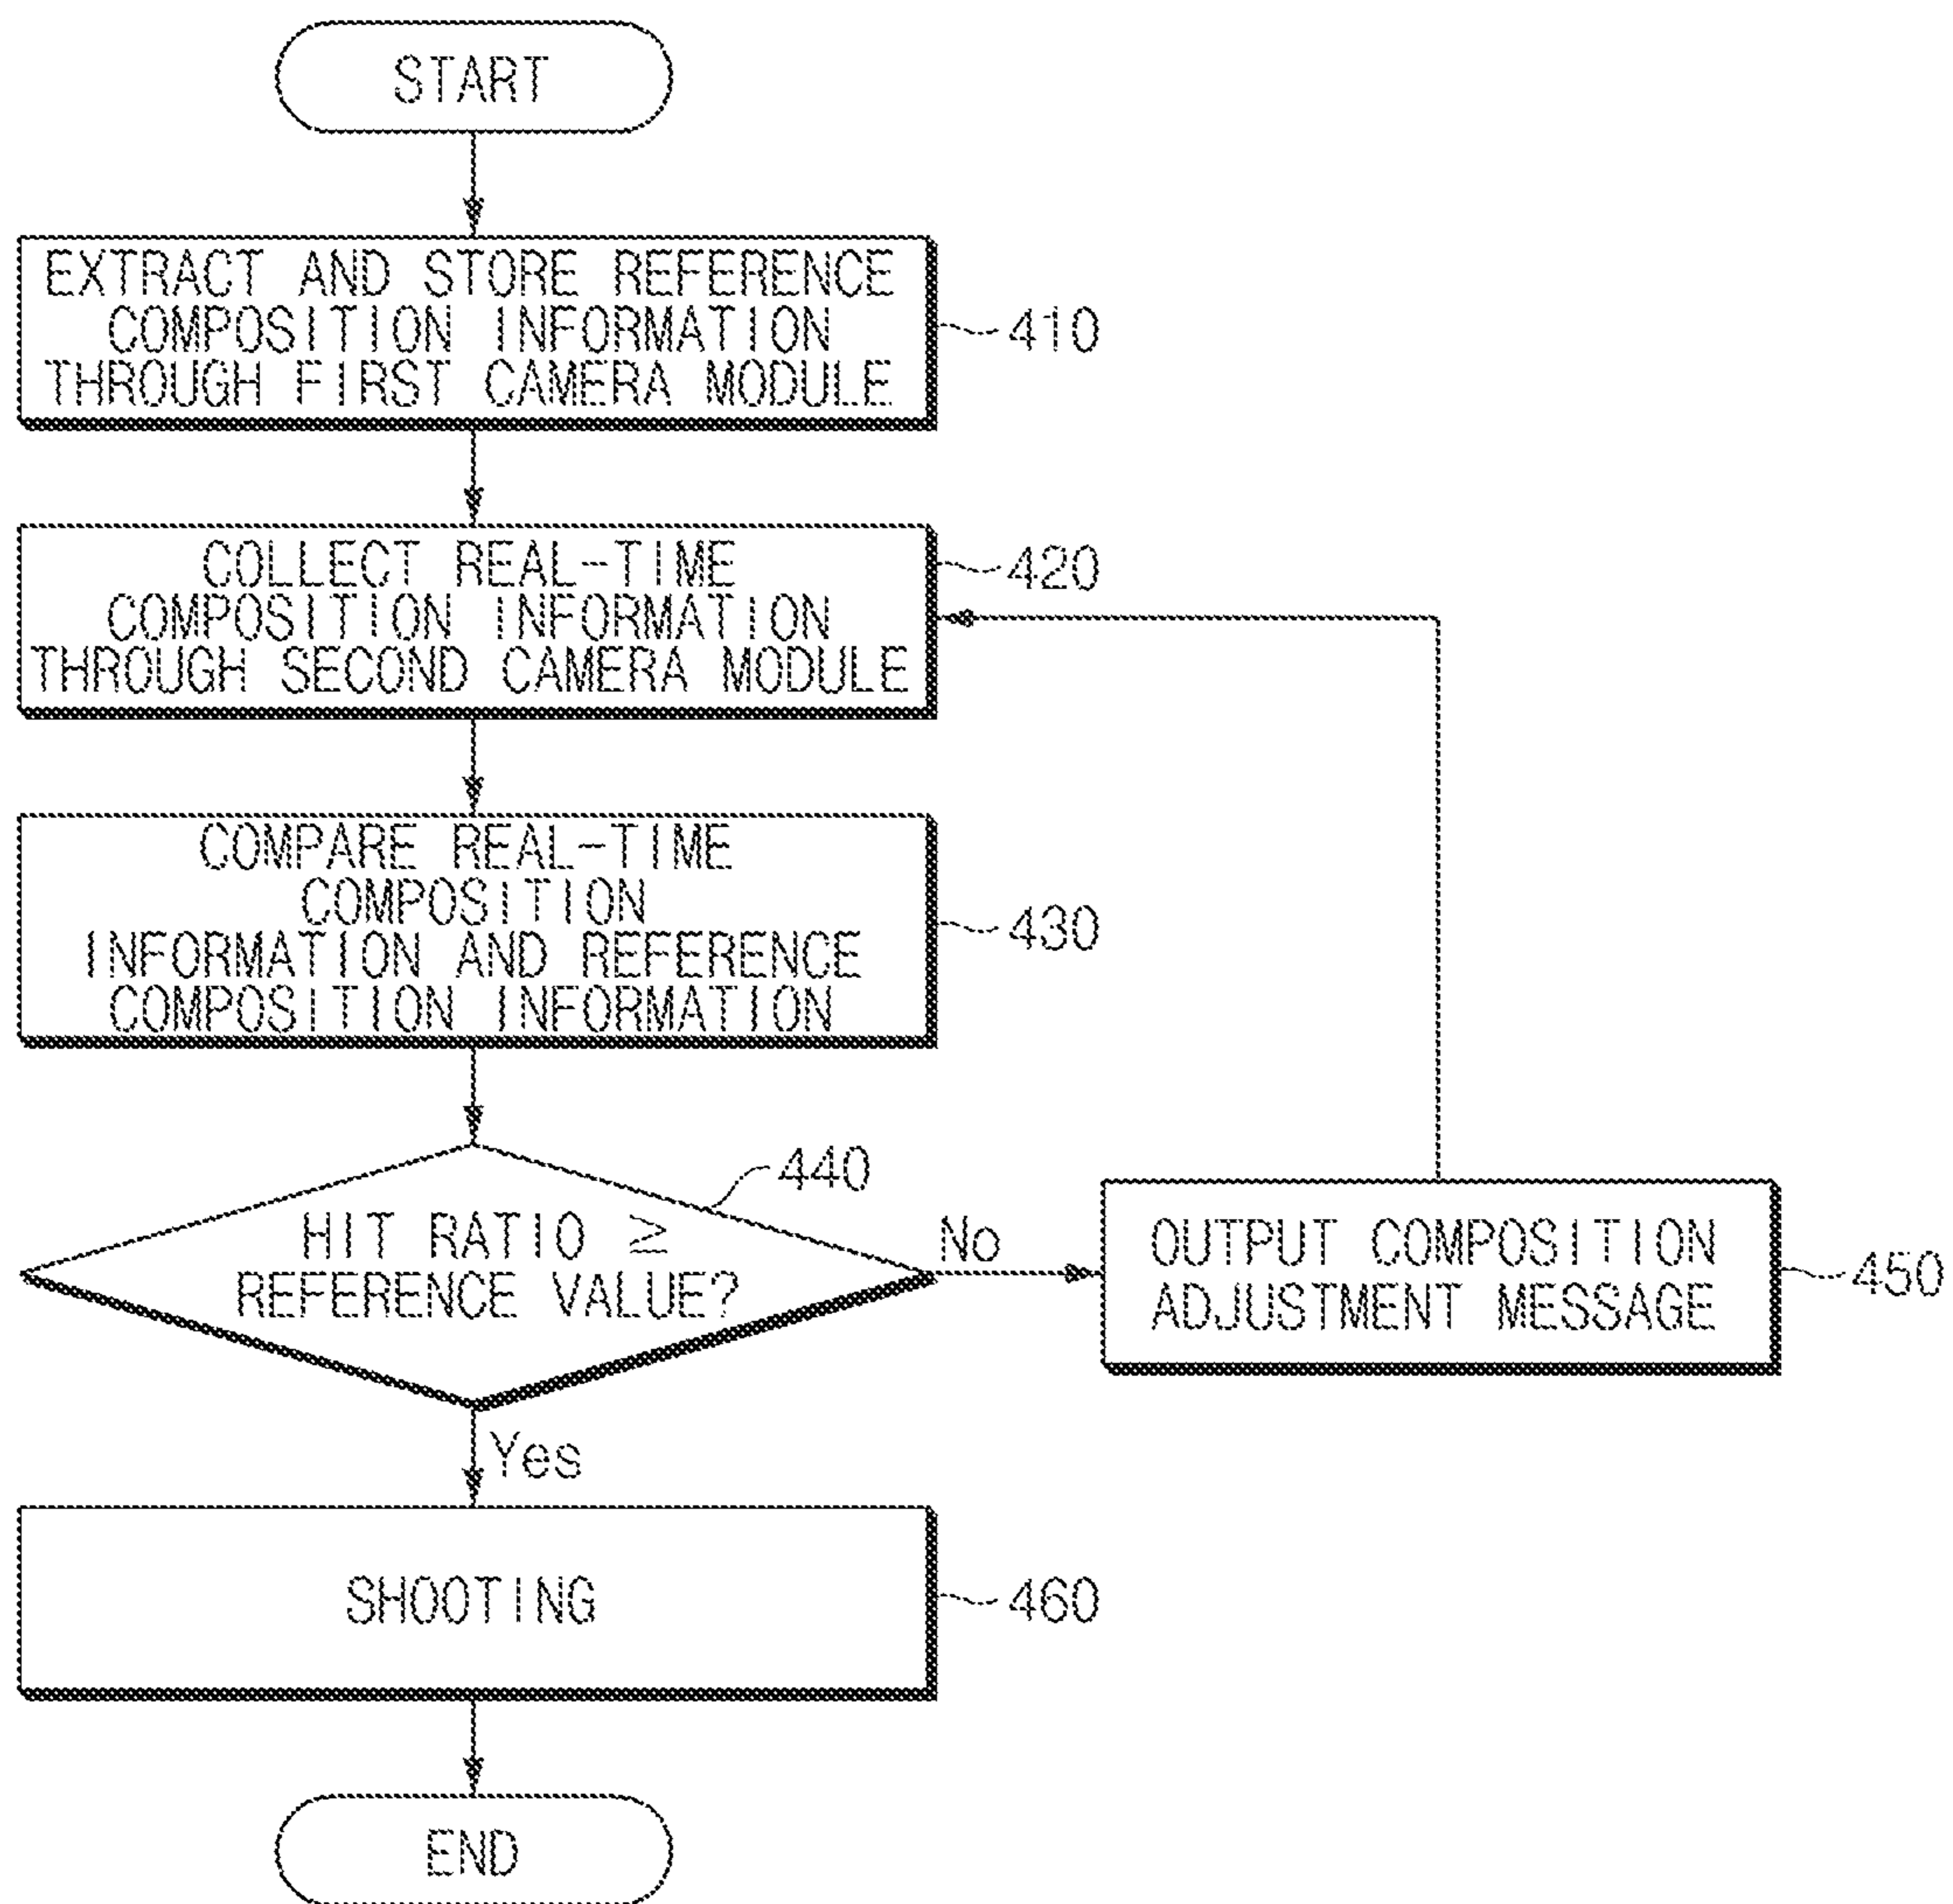 START
EXTRACT AND STORE REFERENCE
COMPOSITION INFORMATION
THROUGH FIRST CAMERA MODULE
410
COLLECT REAL-TIME
COMPOSITION INFORMATION
THROUGH SECOND CAMERA MODULE
420
COMPARE REAL-TIME
COMPOSITION
INFORMATION AND REFERENCE
COMPOSITION INFORMATION
430
440
HIT RATIO ≥
REFERENCE VALUE?
No
OUTPUT COMPOSITION
ADJUSTMENT MESSAGE
450
Yes
SHOOTING
460
END